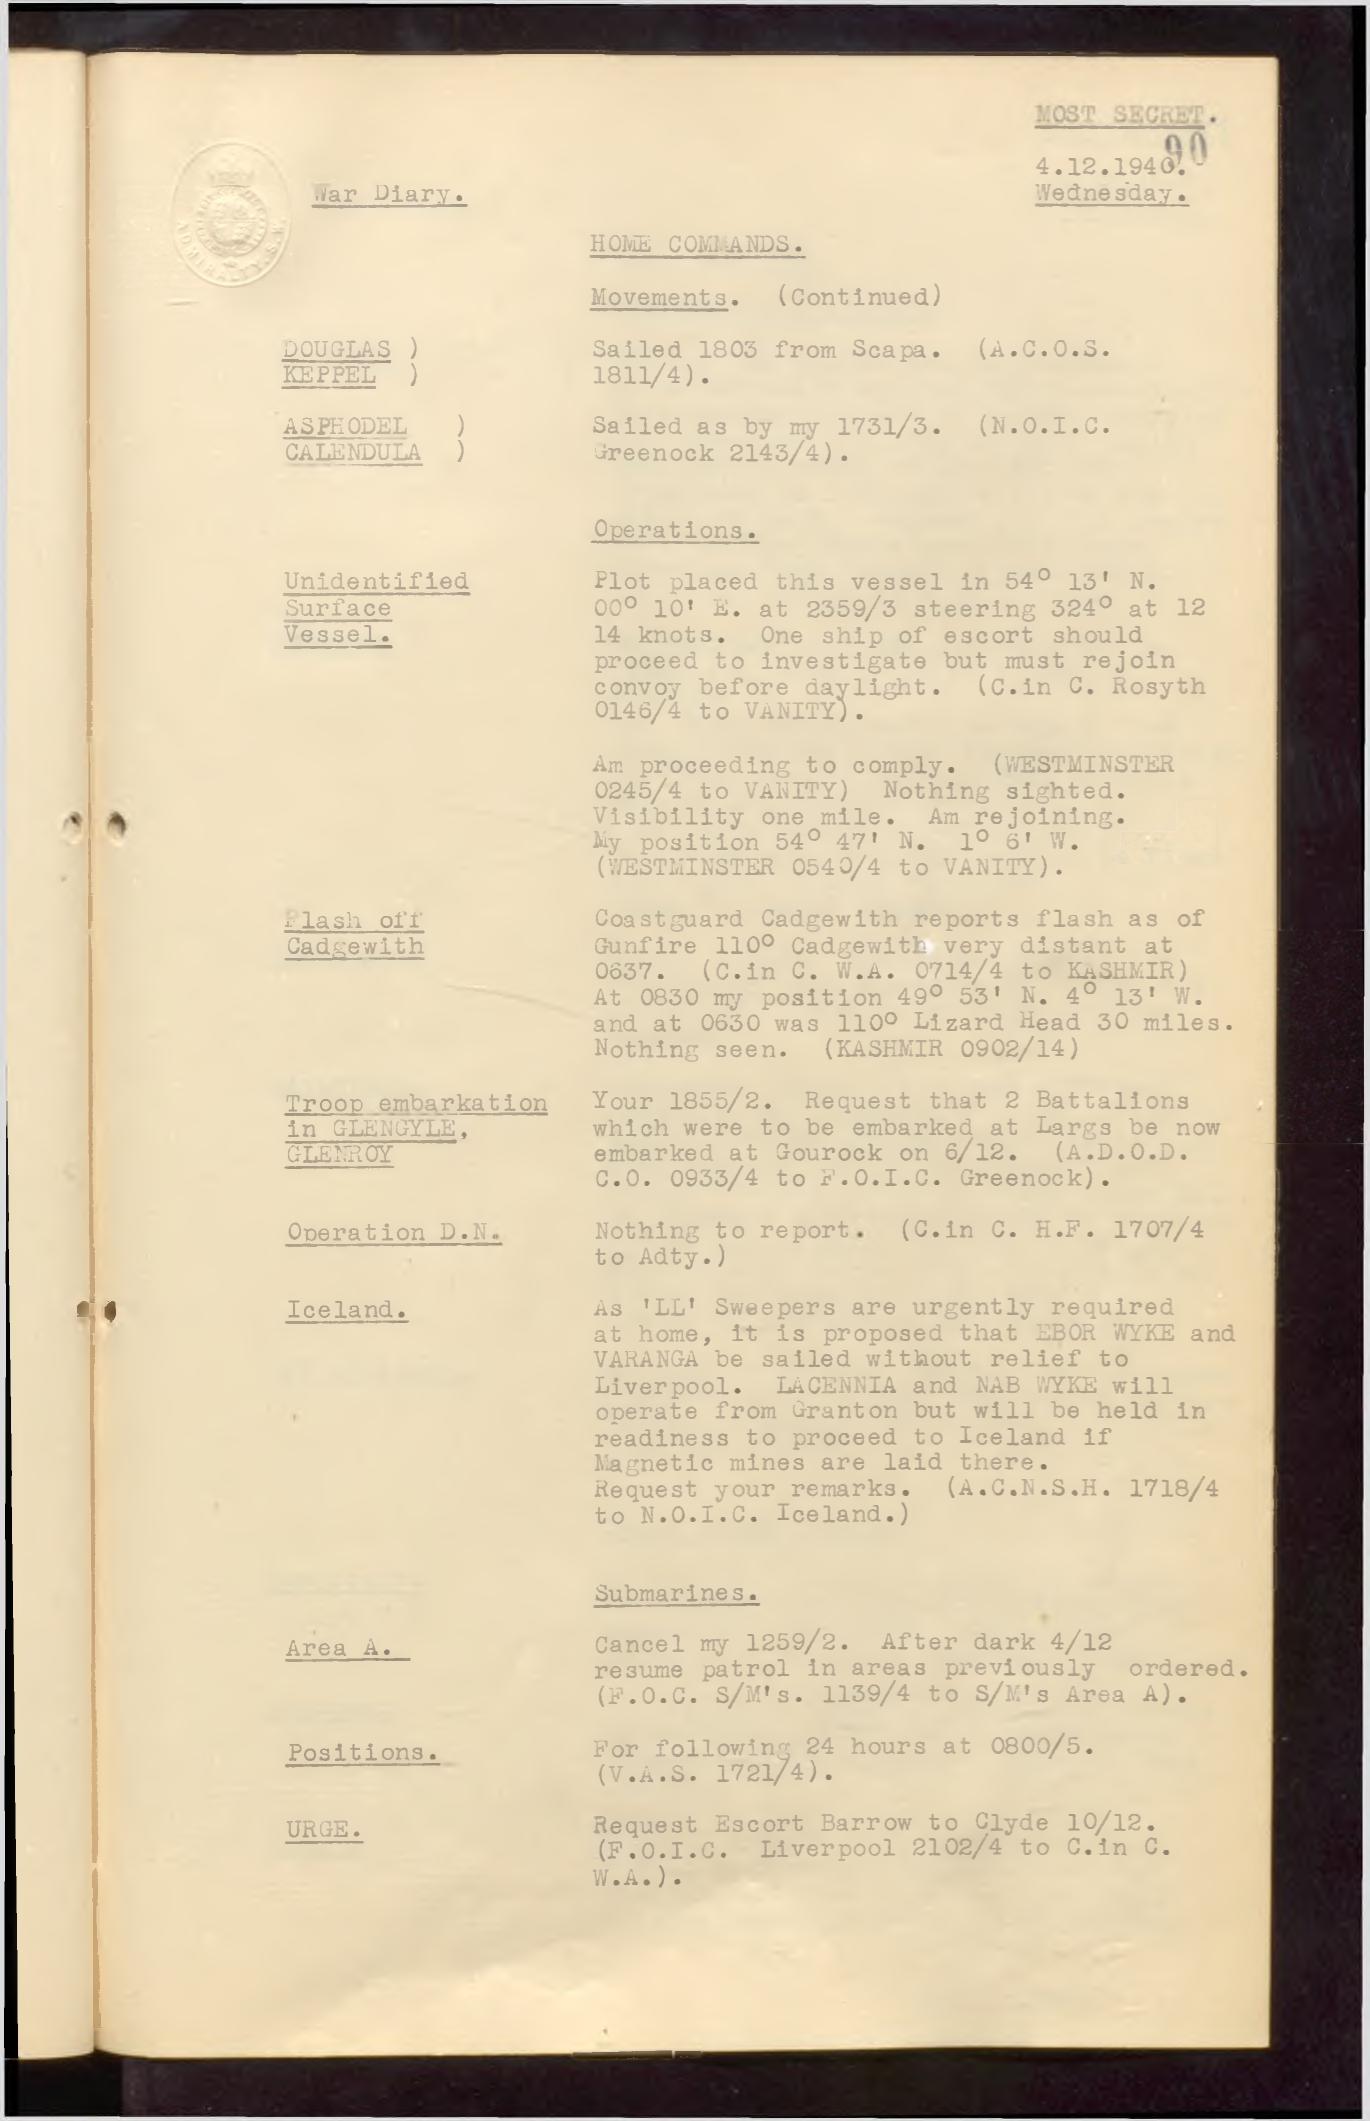 MOST SECRET.
90
4.12.1940.
Wednesday.
ADMIRALTY.S.W.
War Diary.
HOME COMMANDS.
Movements. (Continued)
DOUGLAS )
KEPPEL )
Sailed 1803 from Scapa. (A.C.O.S.
1811/4).
ASPHODEL )
CALENDULA )
Sailed as by my 1731/3. (N.O.I.C.
Greenock 2143/4).
Operations.
Unidentified
Surface
Vessel.
Plot placed this vessel in 54° 13' N.
00° 10' E. at 2359/3 steering 324° at 12
14 knots. One ship of escort should
proceed to investigate but must rejoin
convoy before daylight. (C.in C. Rosyth
0146/4 to VANITY).
Am proceeding to comply. (WESTMINSTER
0245/4 to VANITY) Nothing sighted.
Visibility one mile. Am rejoining.
My position 54° 47' N. 1° 6' W.
(WESTMINSTER 0540/4 to VANITY).
Flash off
Cadgewith
Coastguard Cadgewith reports flash as of
Gunfire 110° Cadgewith very distant at
0637. (C.in C. W.A. 0714/4 to KASHMIR)
At 0830 my position 49° 53' N. 4° 13' W.
and at 0630 was 110° Lizard Head 30 miles.
Nothing seen. (KASHMIR 0902/14)
Troop embarkation
in GLENGYLE,
GLENROY
Your 1855/2. Request that 2 Battalions
which were to be embarked at Largs be now
embarked at Gourock on 6/12. (A.D.O.D.
C.O. 0933/4 to F.O.I.C. Greenock).
Operation D.N.
Nothing to report. (C.in C. H.F. 1707/4
to Adty.)
Iceland.
As 'LL' Sweepers are urgently required
at home, it is proposed that EBOR WYKE and
VARANGA be sailed without relief to
Liverpool. LACENNIA and NAB WYKE will
operate from Granton but will be held in
readiness to proceed to Iceland if
Magnetic mines are laid there.
Request your remarks. (A.C.N.S.H. 1718/4
to N.O.I.C. Iceland.)
Submarines.
Area A.
Cancel my 1259/2. After dark 4/12
resume patrol in areas previously ordered.
(F.O.C. S/M's. 1139/4 to S/M's Area A).
Positions.
For following 24 hours at 0800/5.
(V.A.S. 1721/4).
URGE.
Request Escort Barrow to Clyde 10/12.
(F.O.I.C. Liverpool 2102/4 to C.in C.
W.A.).